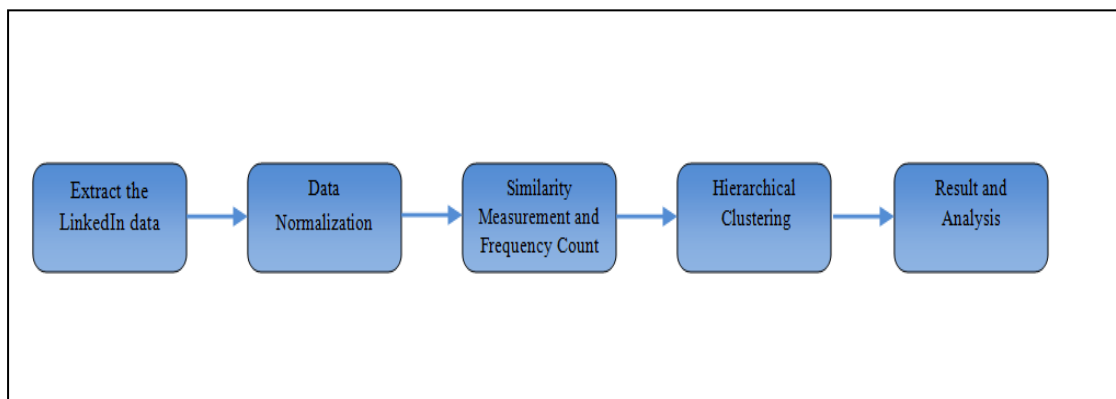 Extract the
LinkedIn data
Data
Normalization
Similarity
Measurement and
Frequency Count
Hierarchical
Clustering
Result and
Analysis